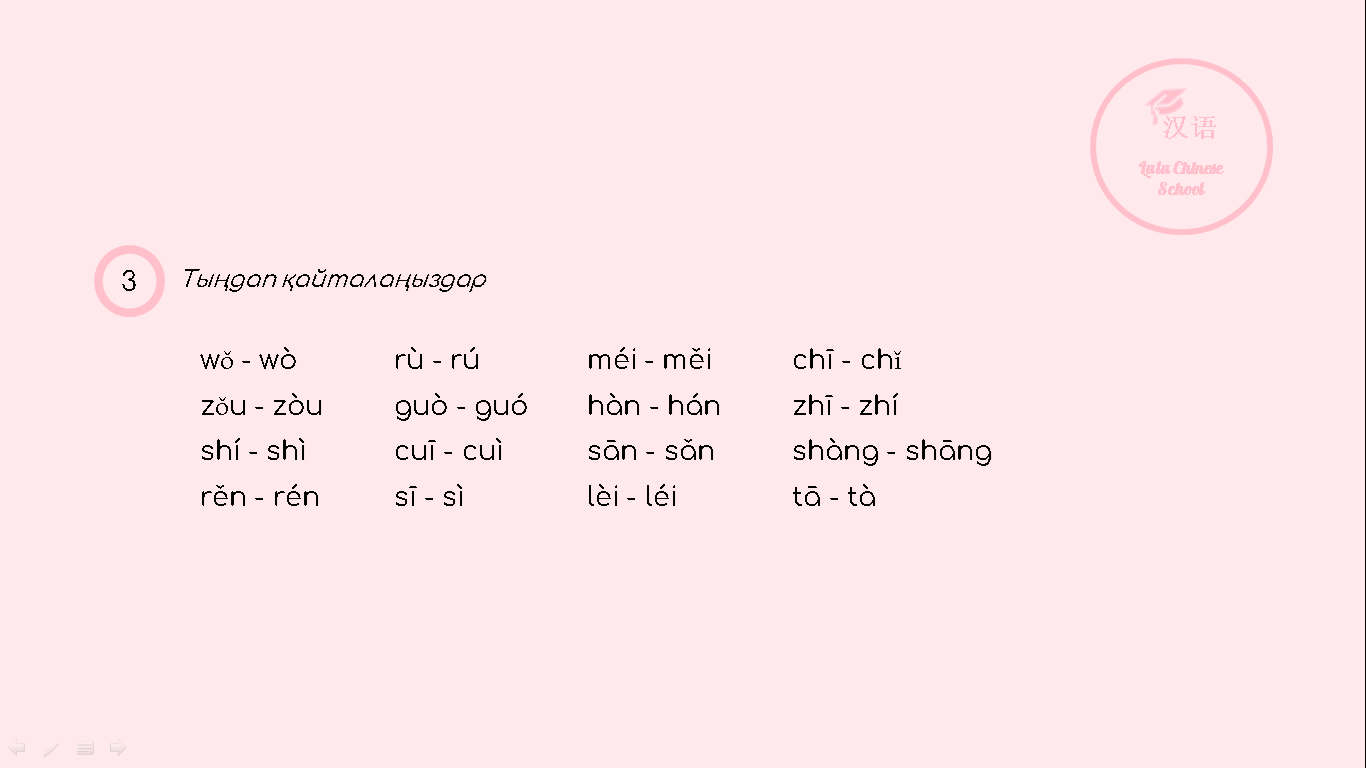 汉语
Lulu Chinese
School
3 Тыңдап қайталаңыздар
wǒ - wò rù - rú méi - měi chī - chǐ
zǒu - zòu guò - guó hàn - hán zhī - zhí
shí - shì cuī - cuì sān - sǎn shàng - shāng
rěn - rén sī - sì lèi - léi tā - tà